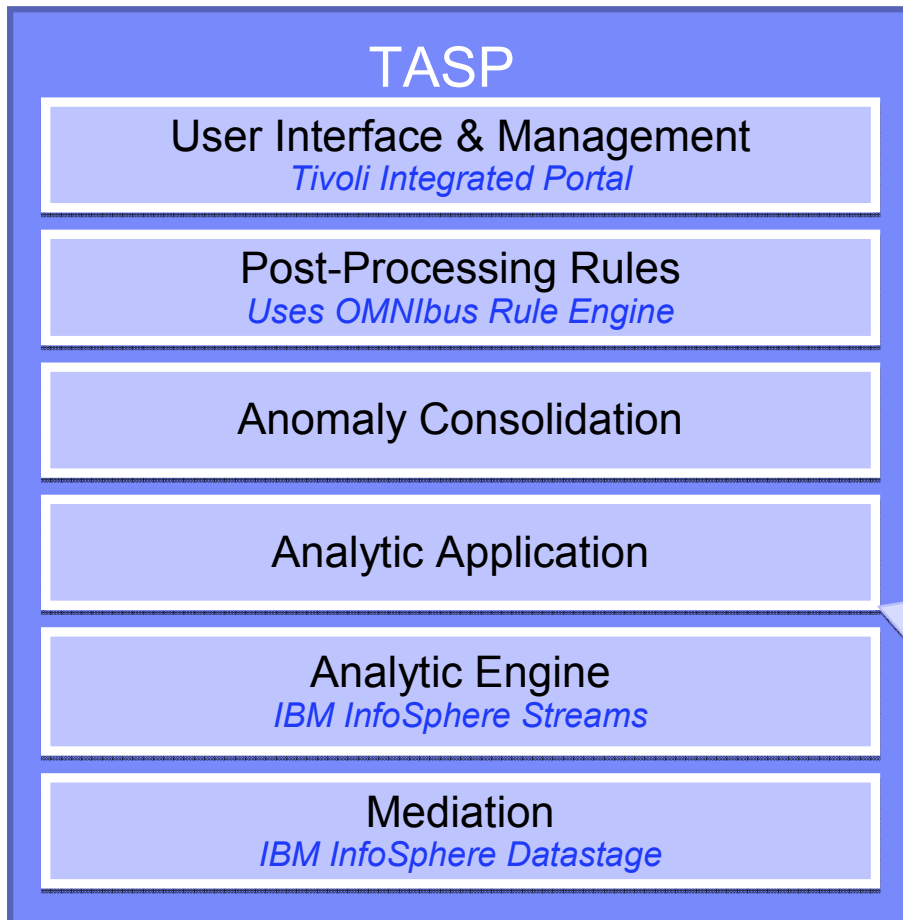 TASP
User Interface & Management
Tivoli Integrated Portal
Post-Processing Rules
Uses OMNIbus Rule Engine
Anomaly Consolidation
Analytic Application
Analytic Engine
IBM InfoSphere Streams
Mediation
IBM InfoSphere Datastage